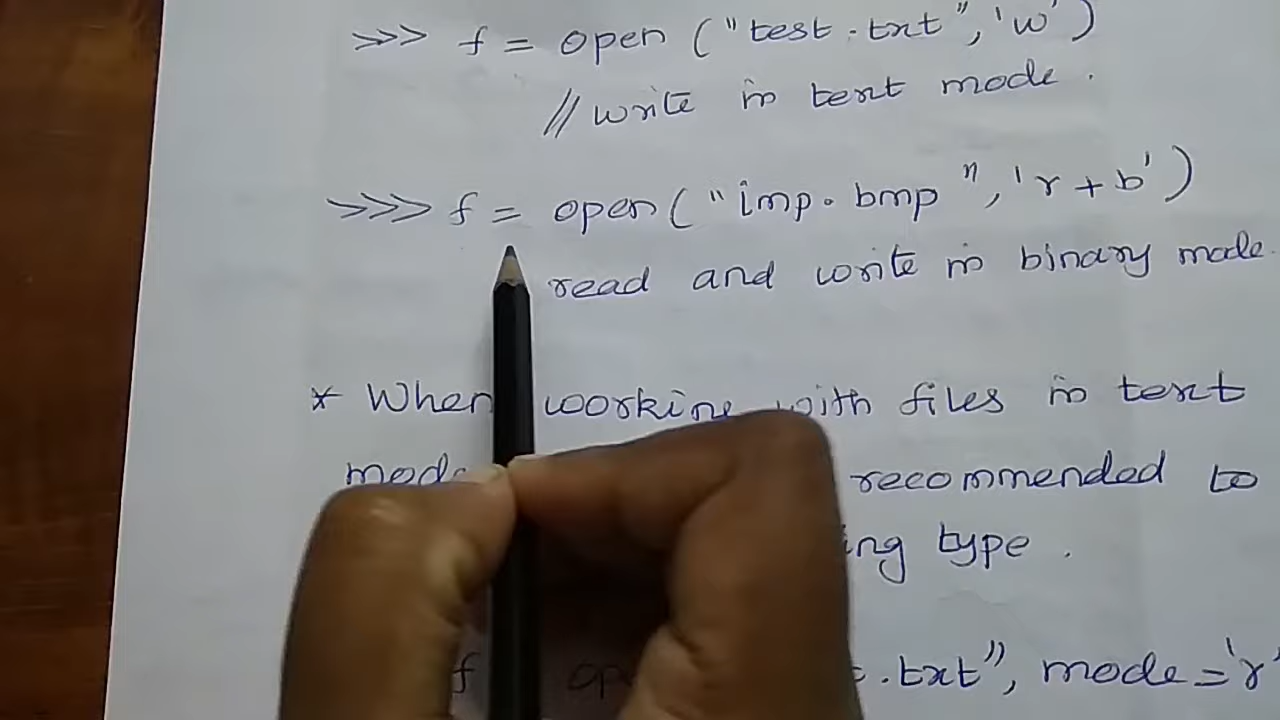 >>> f = open ("test.txt", 'w')
// write in text mode.
>>> f = open("imp.bmp", 'r+b')
read and write in binary mode.
* When working with files in text
recommended to
type.
f .txt", mode='r'